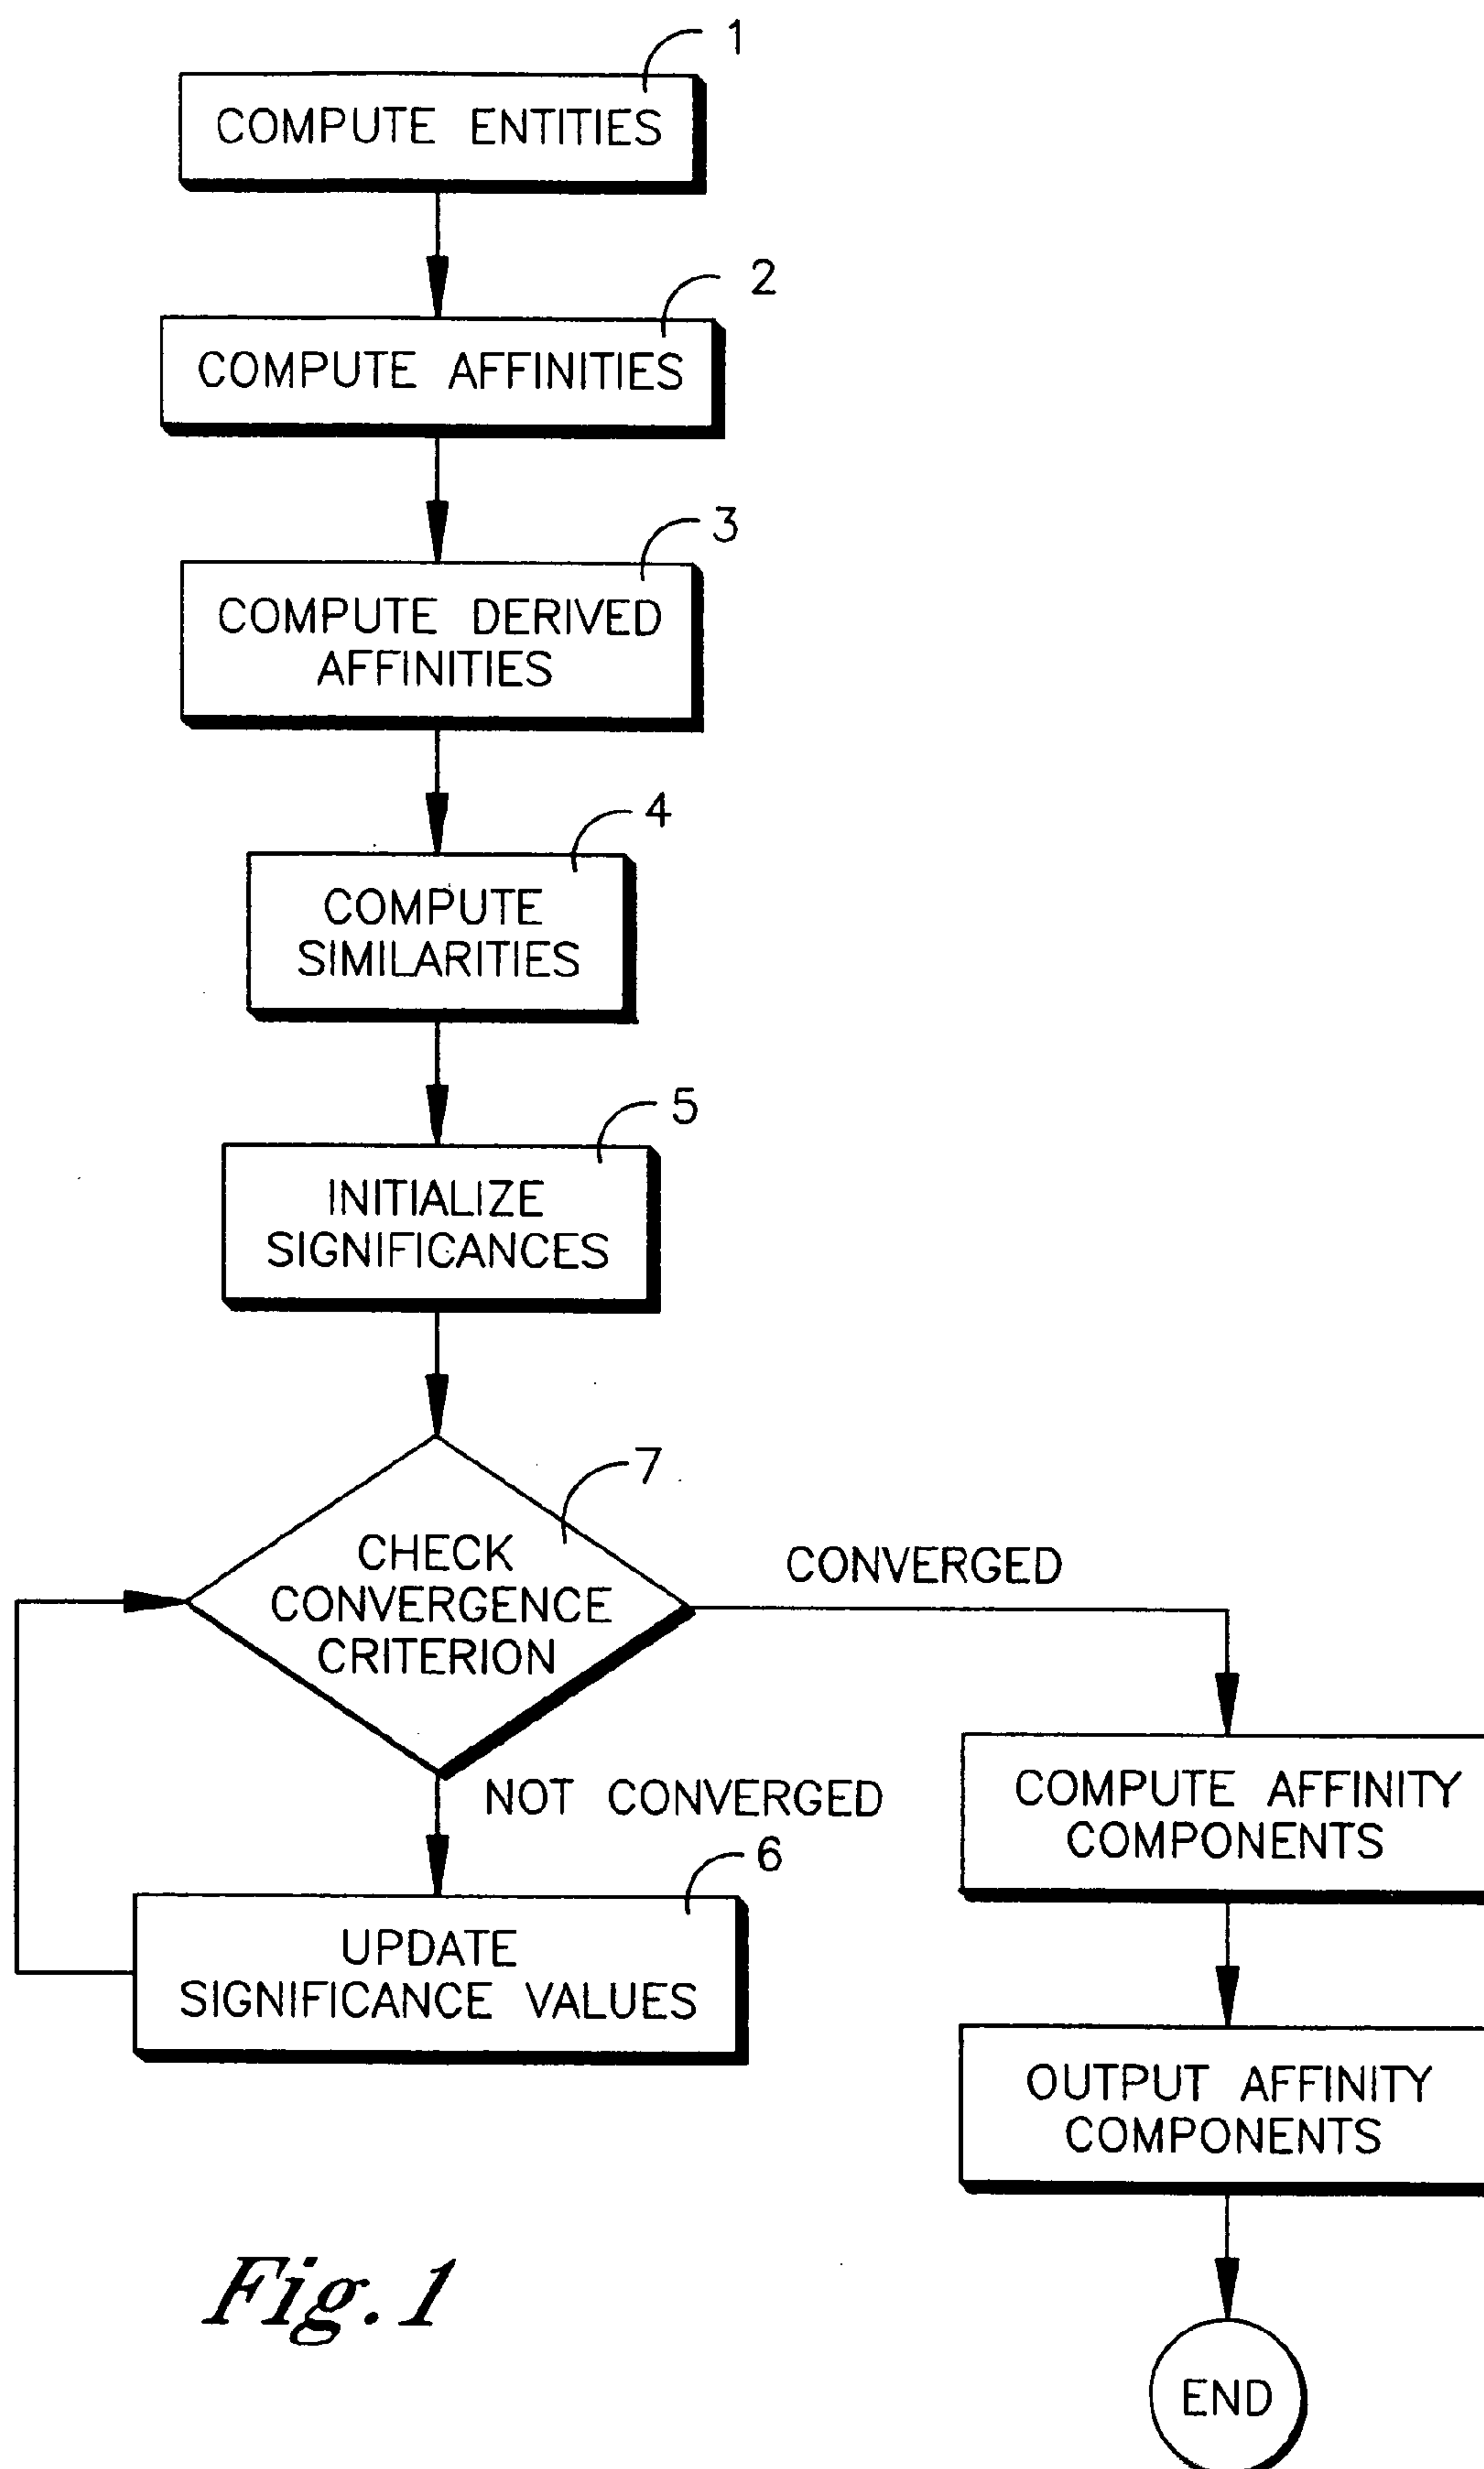 1
COMPUTE ENTITIES
2
COMPUTE AFFINITIES
3
COMPUTE DERIVED
AFFINITIES
4
COMPUTE
SIMILARITIES
5
INITIALIZE
SIGNIFICANCES
7
CHECK
CONVERGENCE
CRITERION
CONVERGED
NOT CONVERGED
6
UPDATE
SIGNIFICANCE VALUES
COMPUTE AFFINITY
COMPONENTS
OUTPUT AFFINITY
COMPONENTS
END
Fig. 1